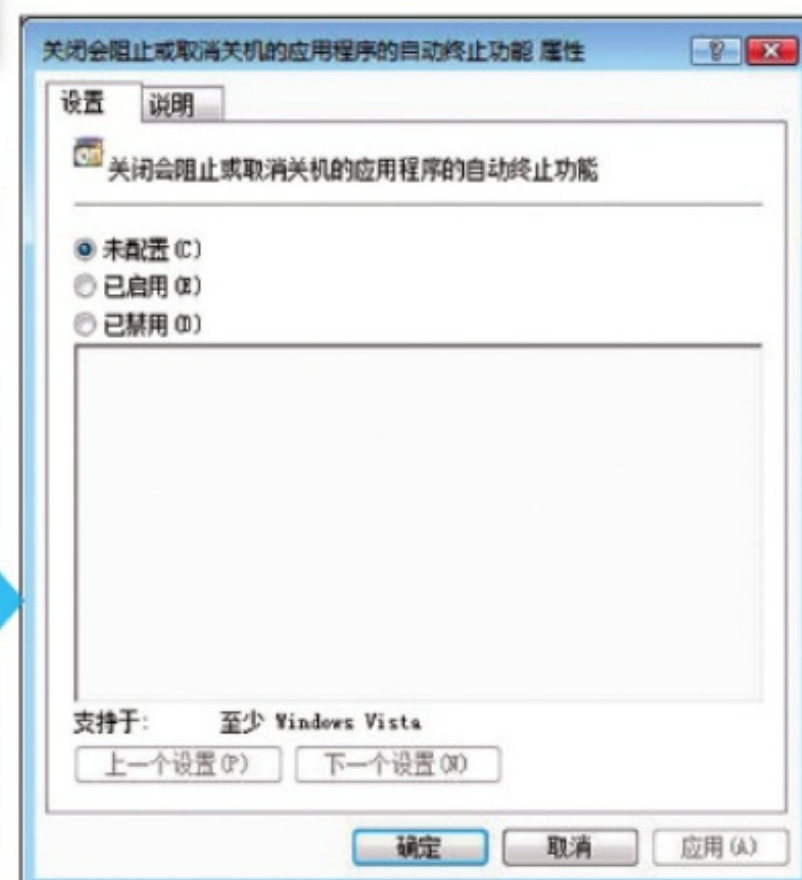 关闭会阻止或取消关机的应用程序的自动终止功能 属性
设置 说明
关闭会阻止或取消关机的应用程序的自动终止功能
未配置(C)
已启用(E)
已禁用(D)
支持于: 至少 Windows Vista
上一个设置(P) 下一个设置(N)
确定 取消 应用(A)